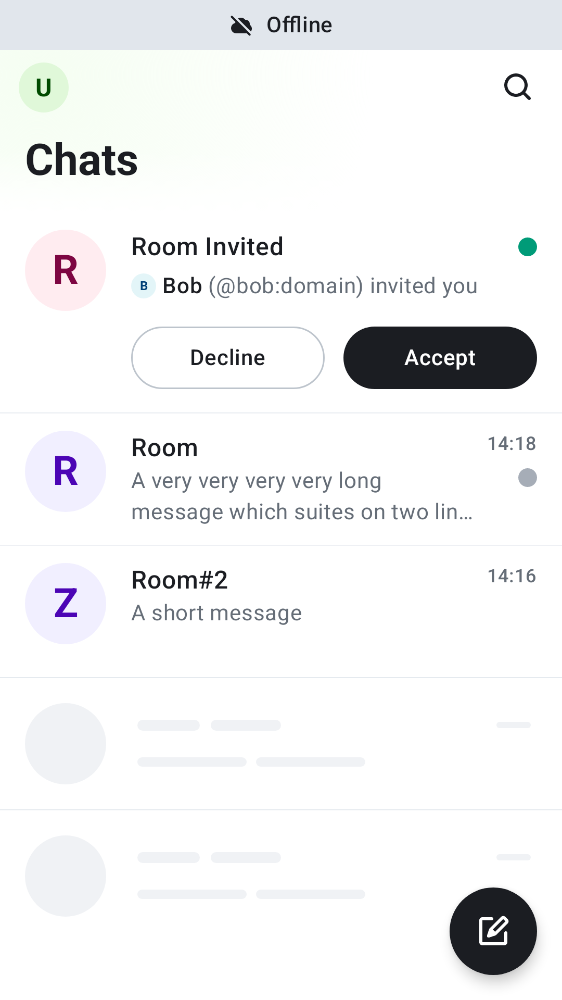 Offline
U
Chats
R
Room Invited
B Bob (@bob:domain) invited you
Decline Accept
R
Room 14:18
A very very very very long
message which suites on two lin…
Z
Room#2 14:16
A short message